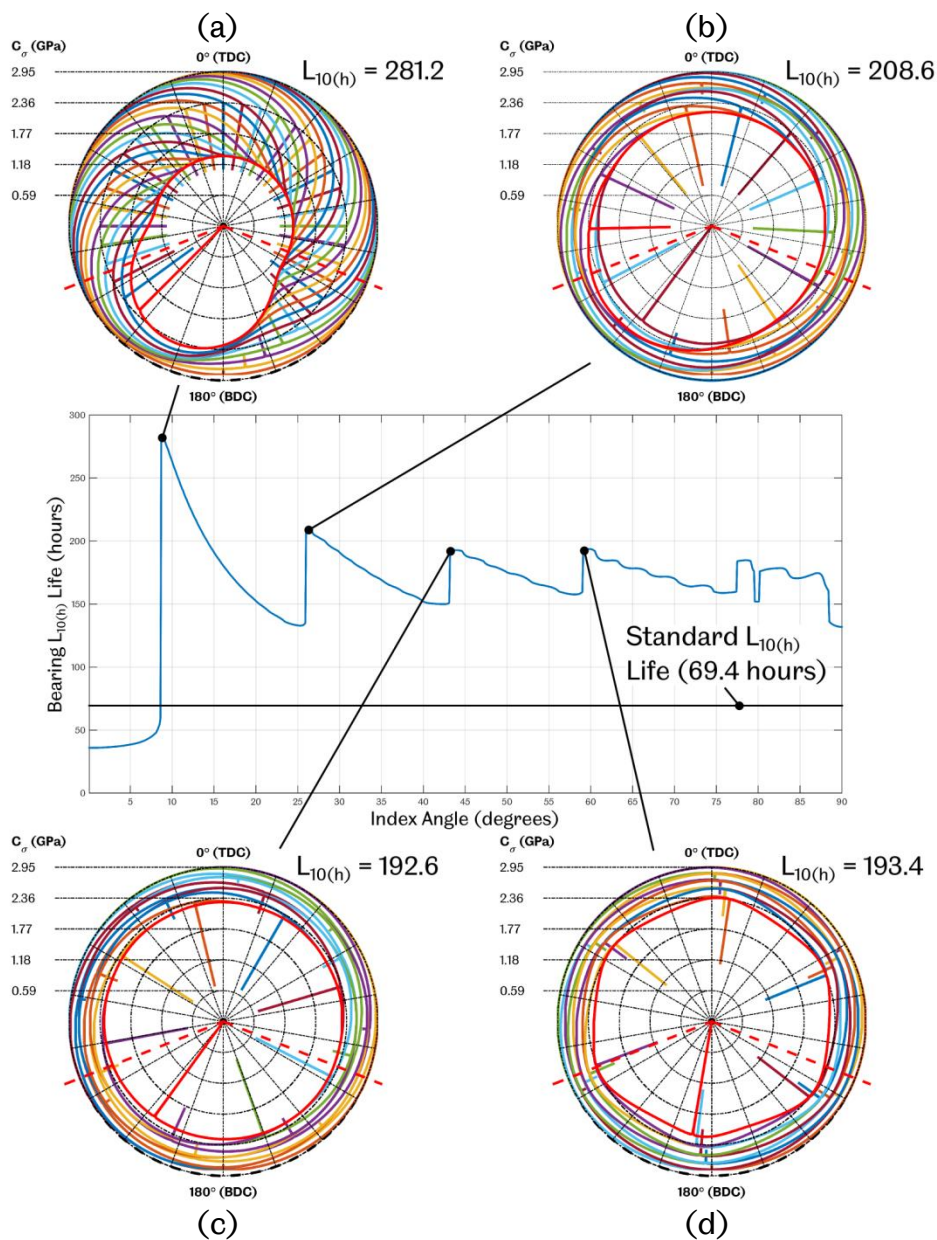 (a)
C_σ (GPa)
0° (TDC)
L₁₀₍ₕ₎ = 281.2
2.95
2.36
1.77
1.18
0.59
180° (BDC)
(b)
C_σ (GPa)
0° (TDC)
L₁₀₍ₕ₎ = 208.6
2.95
2.36
1.77
1.18
0.59
180° (BDC)
300
250
200
150
100
50
0
Bearing L₁₀₍ₕ₎ Life (hours)
Standard L₁₀₍ₕ₎
Life (69.4 hours)
5 10 15 20 25 30 35 40 45 50 55 60 65 70 75 80 85 90
Index Angle (degrees)
C_σ (GPa)
0° (TDC)
L₁₀₍ₕ₎ = 192.6
2.95
2.36
1.77
1.18
0.59
180° (BDC)
(c)
C_σ (GPa)
0° (TDC)
L₁₀₍ₕ₎ = 193.4
2.95
2.36
1.77
1.18
0.59
180° (BDC)
(d)